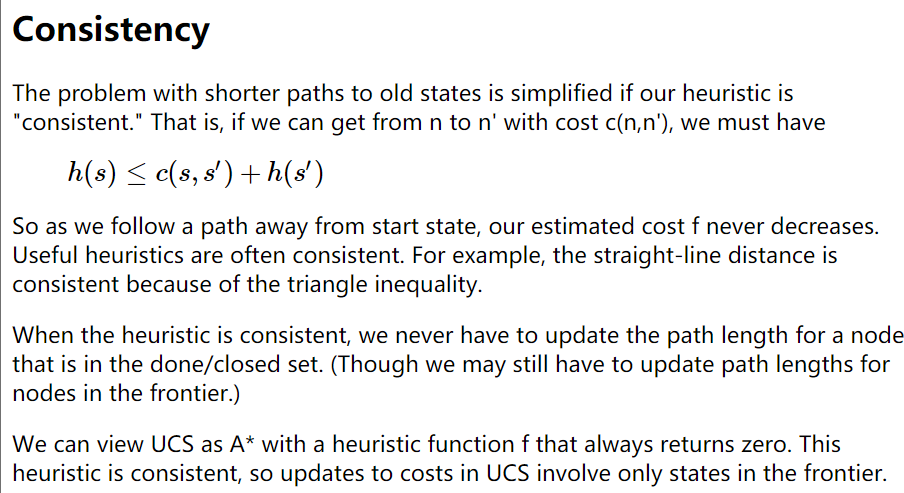 Consistency
The problem with shorter paths to old states is simplified if our heuristic is
"consistent." That is, if we can get from n to n' with cost c(n,n'), we must have
h(s) ≤ c(s, s′) + h(s′)
So as we follow a path away from start state, our estimated cost f never decreases.
Useful heuristics are often consistent. For example, the straight-line distance is
consistent because of the triangle inequality.
When the heuristic is consistent, we never have to update the path length for a node
that is in the done/closed set. (Though we may still have to update path lengths for
nodes in the frontier.)
We can view UCS as A* with a heuristic function f that always returns zero. This
heuristic is consistent, so updates to costs in UCS involve only states in the frontier.